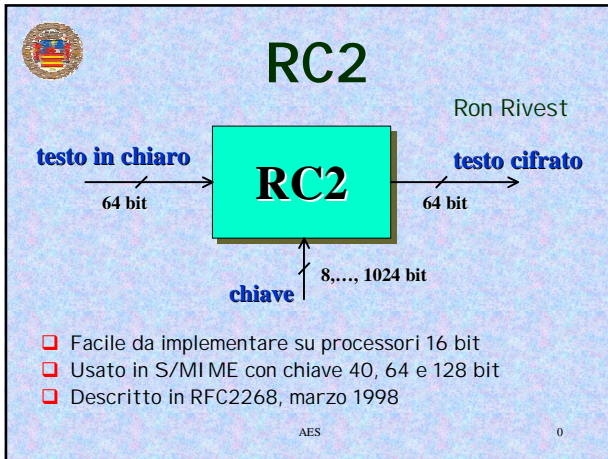 RC2
Ron Rivest
testo in chiaro
testo cifrato
RC2
64 bit
64 bit
8,…, 1024 bit
chiave
Facile da implementare su processori 16 bit
Usato in S/MIME con chiave 40, 64 e 128 bit
Descritto in RFC2268, marzo 1998
AES
0